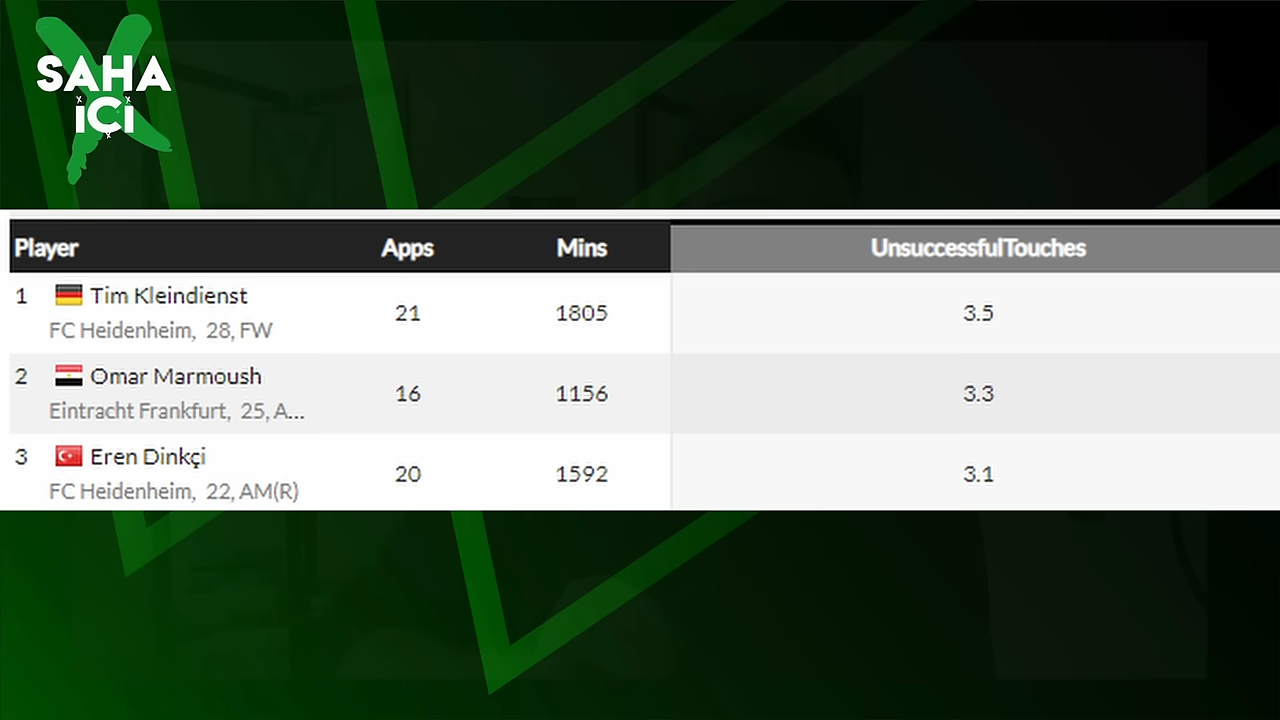 SAHA
iÇi
Player Apps Mins UnsuccessfulTouches
1 Tim Kleindienst 21 1805 3.5
FC Heidenheim, 28, FW
2 Omar Marmoush 16 1156 3.3
Eintracht Frankfurt, 25, A...
3 Eren Dinkçi 20 1592 3.1
FC Heidenheim, 22, AM(R)